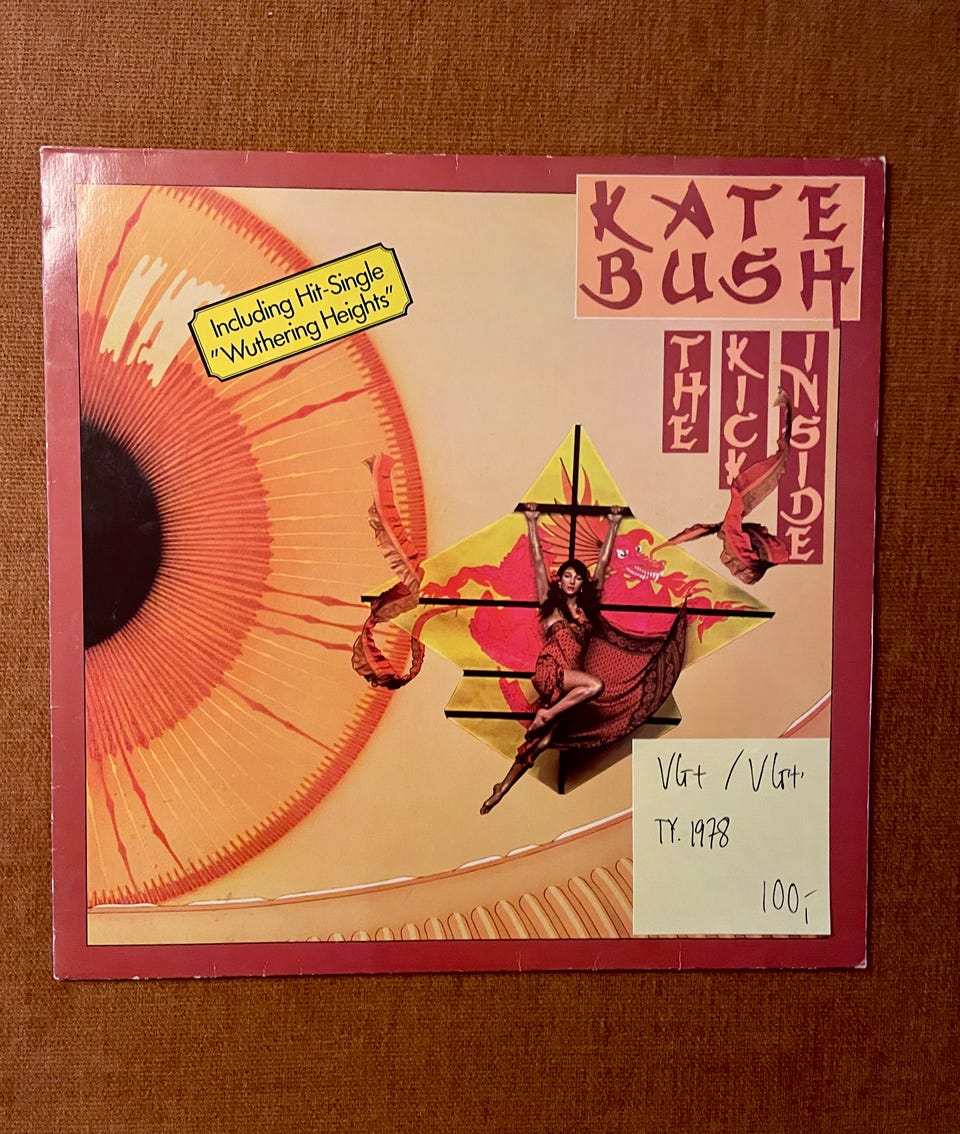 KATE
BUSH
THE
KICK
INSIDE
Including Hit-Single
"Wuthering Heights"
VG+ / VG+
TY. 1978
100,-